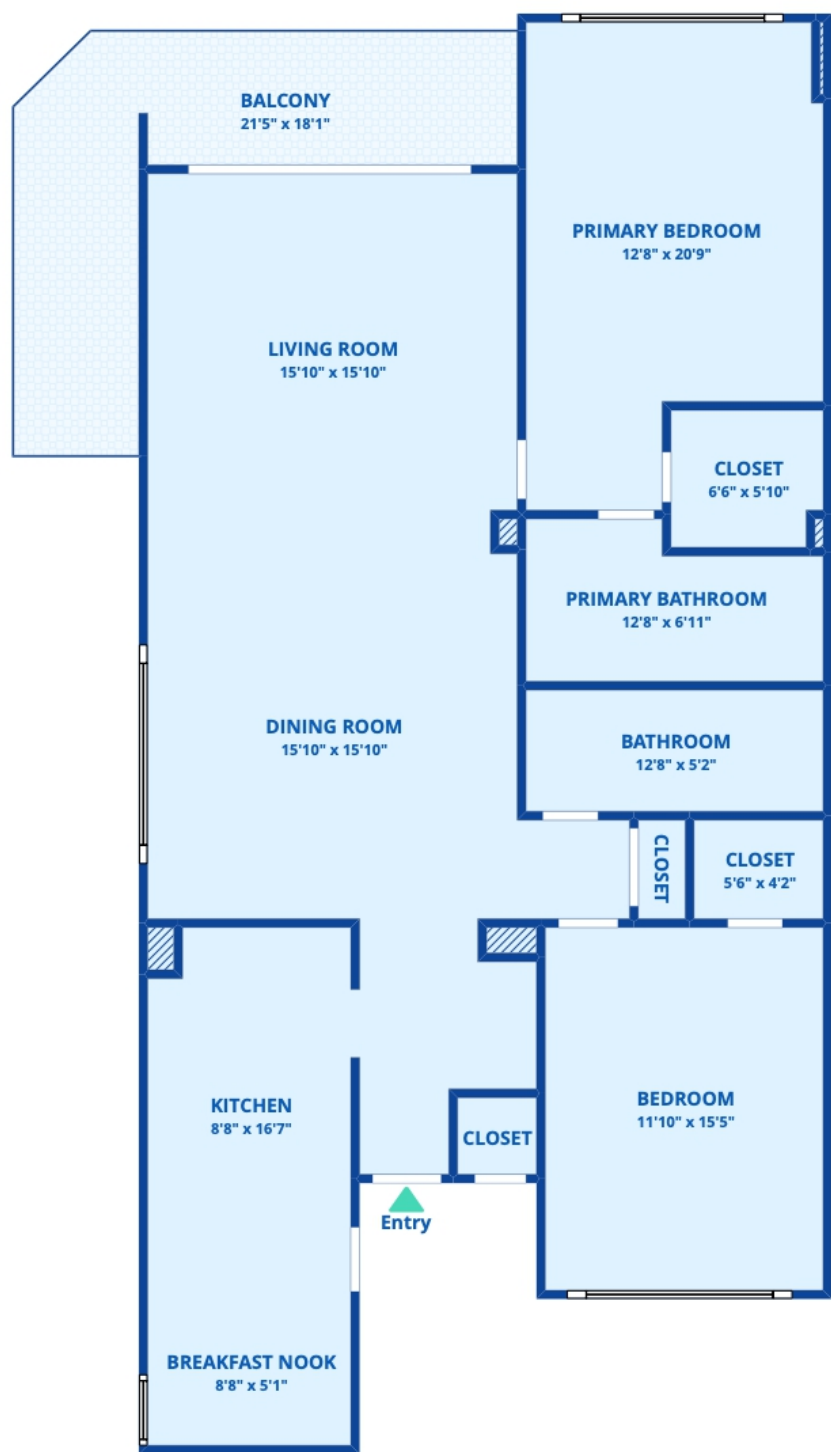 BALCONY
21'5" x 18'1"
PRIMARY BEDROOM
12'8" x 20'9"
LIVING ROOM
15'10" x 15'10"
CLOSET
6'6" x 5'10"
PRIMARY BATHROOM
12'8" x 6'11"
DINING ROOM
15'10" x 15'10"
BATHROOM
12'8" x 5'2"
CLOSET
CLOSET
5'6" x 4'2"
KITCHEN
8'8" x 16'7"
BEDROOM
11'10" x 15'5"
CLOSET
Entry
BREAKFAST NOOK
8'8" x 5'1"